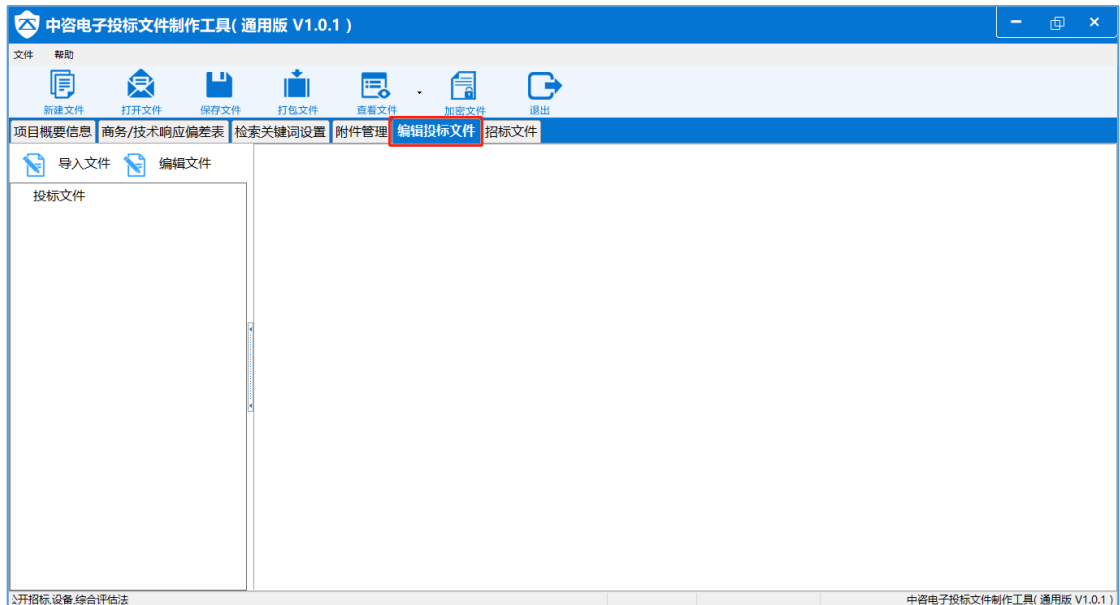 中咨电子投标文件制作工具( 通用版 V1.0.1 )
文件 帮助
新建文件 打开文件 保存文件 打包文件 查看文件 加密文件 退出
项目概要信息 商务/技术响应偏差表 检索关键词设置 附件管理 编辑投标文件 招标文件
导入文件 编辑文件
投标文件
公开招标,设备,综合评估法 中咨电子投标文件制作工具( 通用版 V1.0.1 )